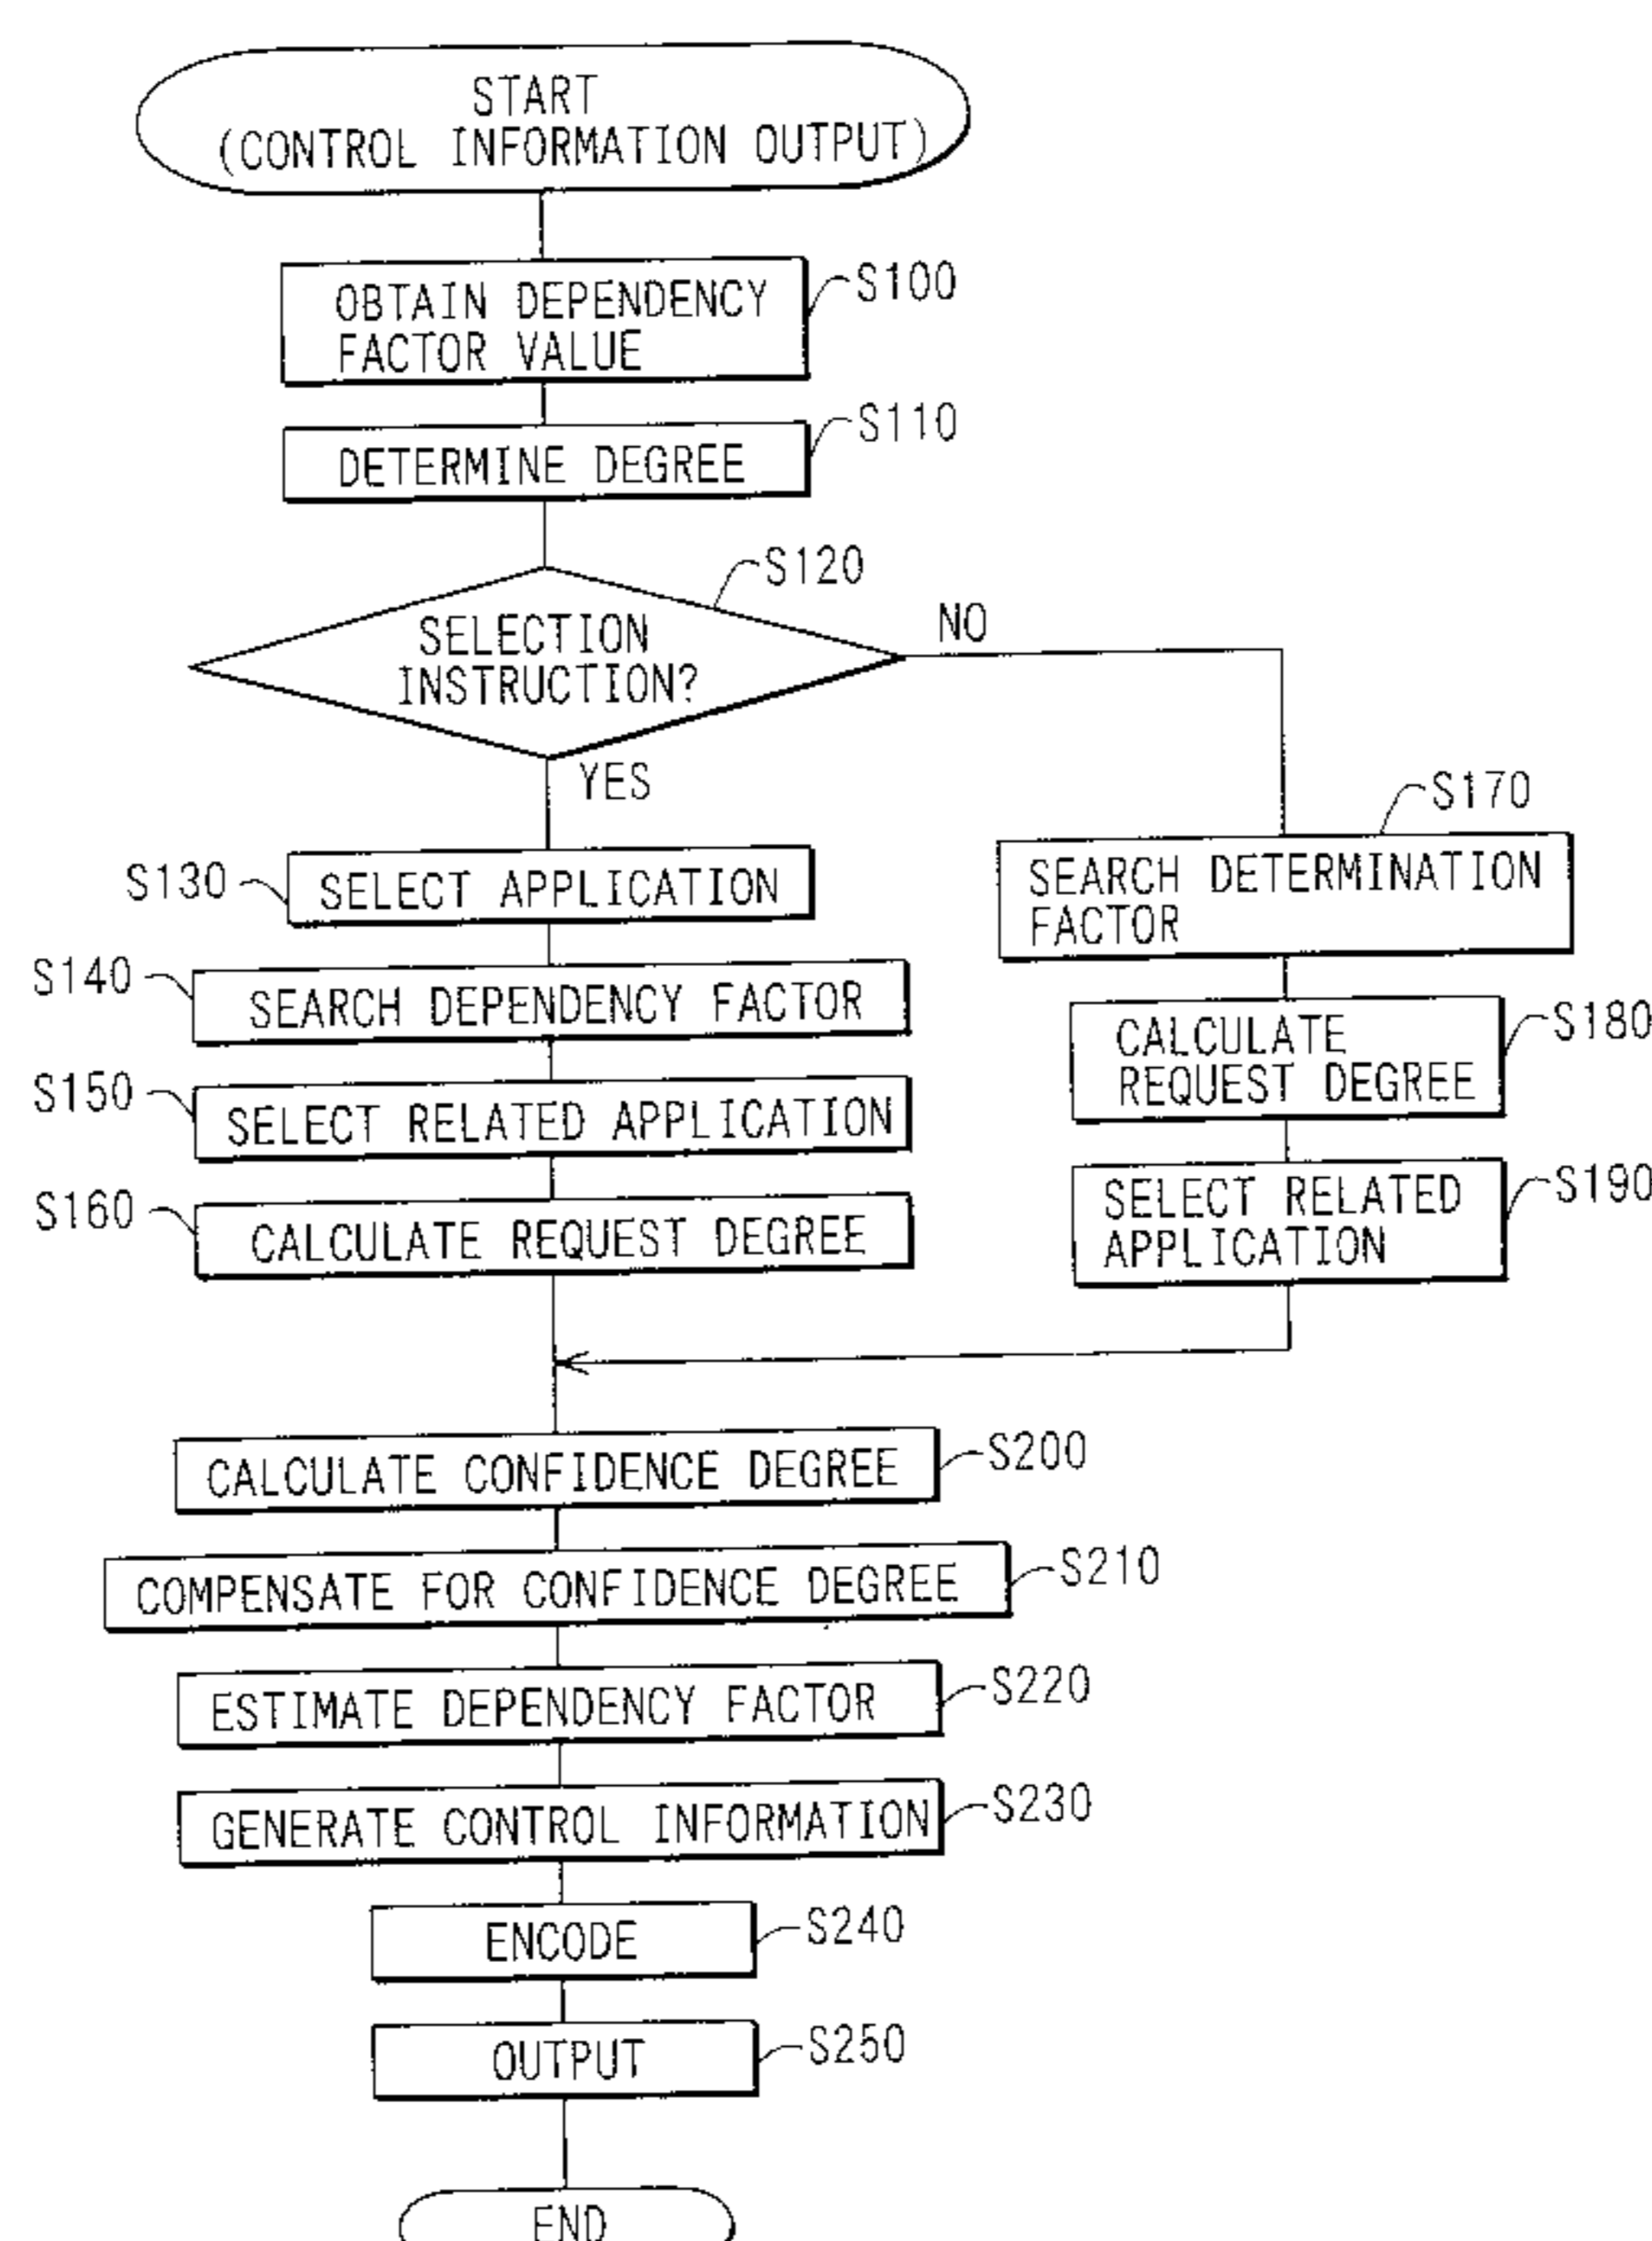 START
(CONTROL INFORMATION OUTPUT)
OBTAIN DEPENDENCY
FACTOR VALUE
S100
DETERMINE DEGREE
S110
SELECTION
INSTRUCTION?
S120
NO
YES
S130
SELECT APPLICATION
S140
SEARCH DEPENDENCY FACTOR
S150
SELECT RELATED APPLICATION
S160
CALCULATE REQUEST DEGREE
S170
SEARCH DETERMINATION
FACTOR
CALCULATE
REQUEST DEGREE
S180
SELECT RELATED
APPLICATION
S190
CALCULATE CONFIDENCE DEGREE
S200
COMPENSATE FOR CONFIDENCE DEGREE
S210
ESTIMATE DEPENDENCY FACTOR
S220
GENERATE CONTROL INFORMATION
S230
ENCODE
S240
OUTPUT
S250
END